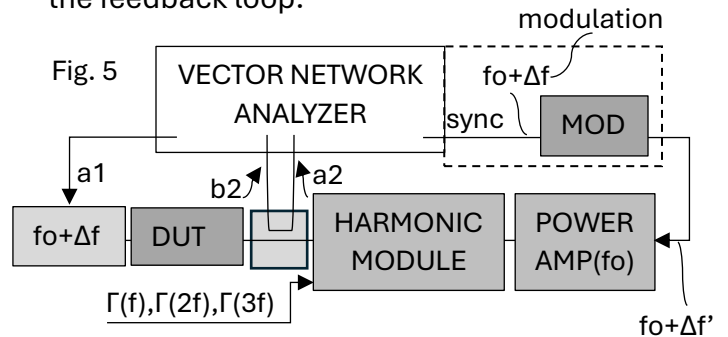 the feedback loop.
modulation
Fig. 5
VECTOR NETWORK
ANALYZER
fo+Δf
sync
MOD
a1
b2
a2
fo+Δf
DUT
HARMONIC
MODULE
POWER
AMP(fo)
Γ(f),Γ(2f),Γ(3f)
fo+Δf’